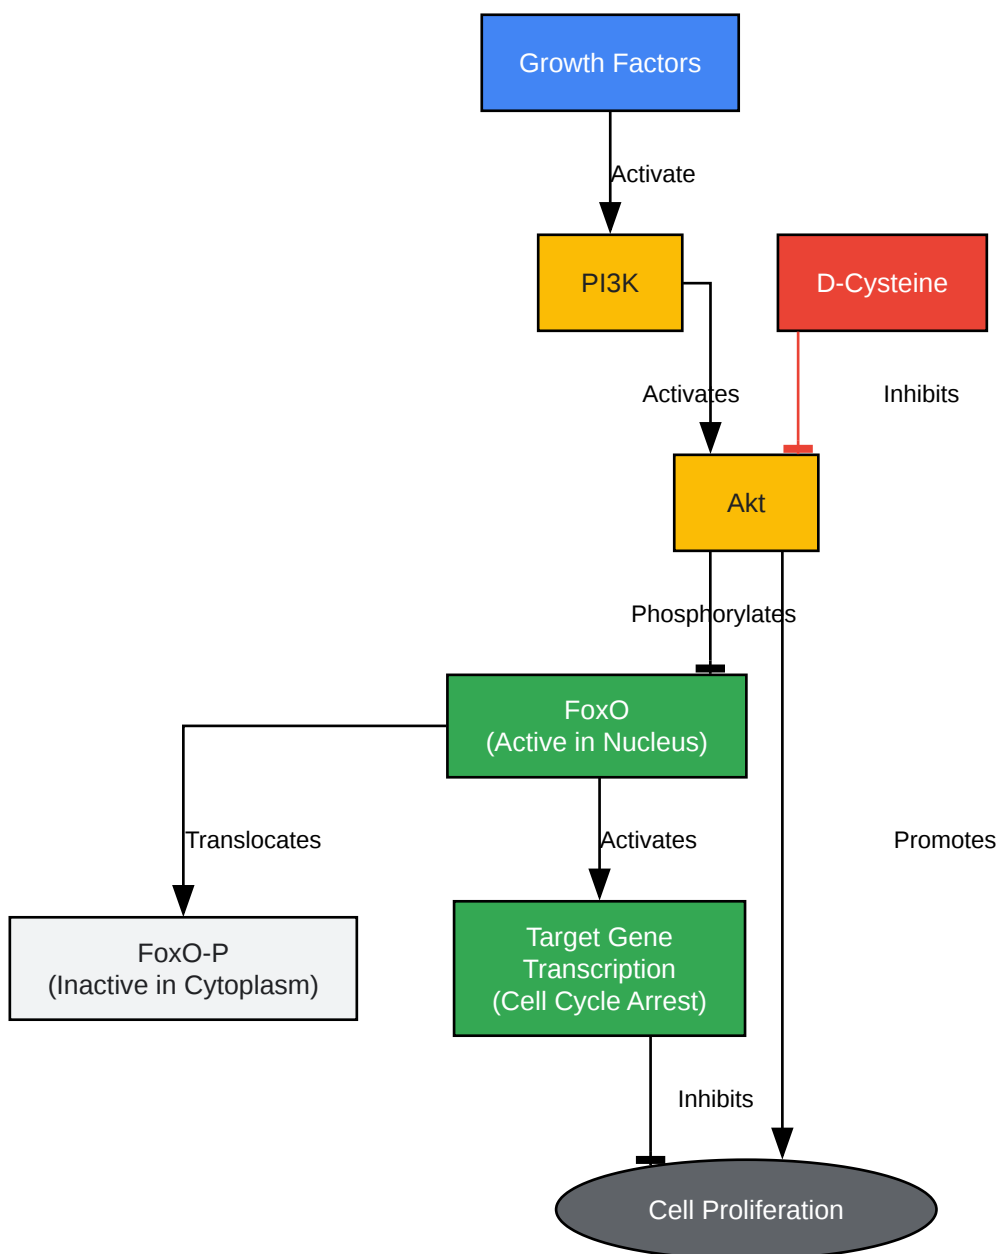 Growth Factors
Activate
PI3K
D-Cysteine
Activates
Inhibits
Akt
Phosphorylates
FoxO
(Active in Nucleus)
Translocates
Activates
Promotes
FoxO-P
(Inactive in Cytoplasm)
Target Gene
Transcription
(Cell Cycle Arrest)
Inhibits
Cell Proliferation